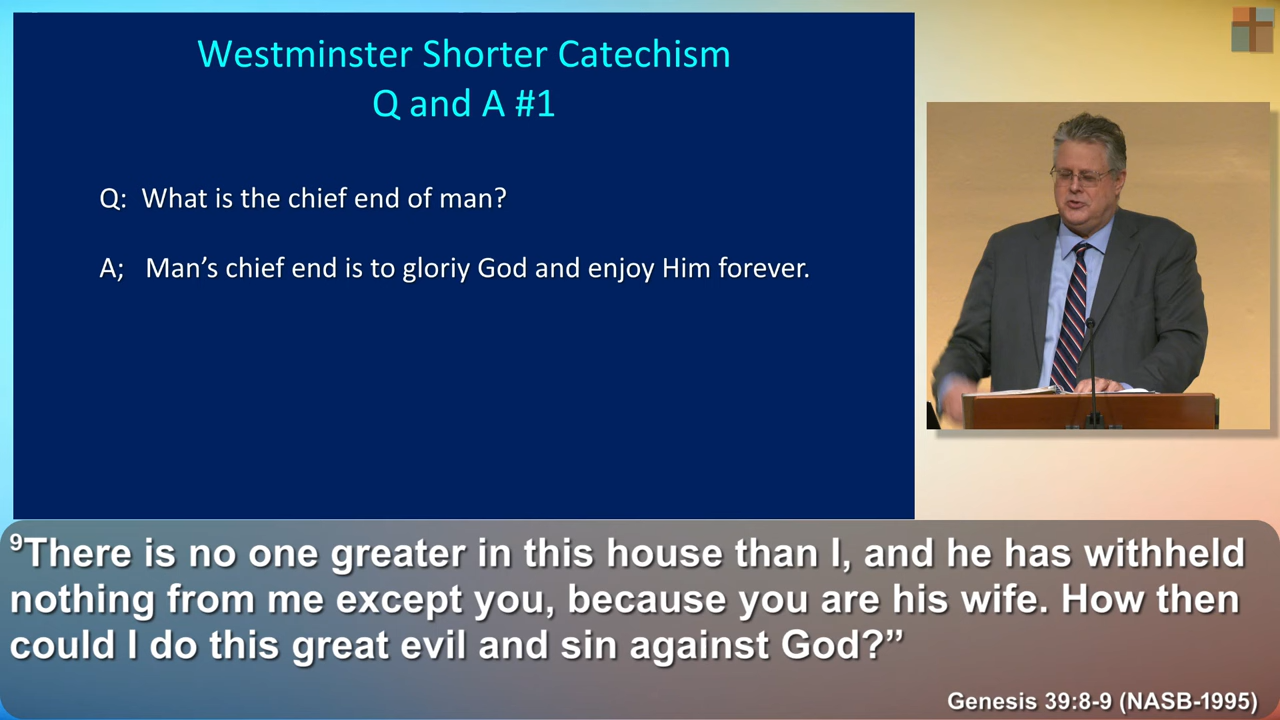 Westminster Shorter Catechism
Q and A #1
Q: What is the chief end of man?
A; Man’s chief end is to gloriy God and enjoy Him forever.
⁹There is no one greater in this house than I, and he has withheld
nothing from me except you, because you are his wife. How then
could I do this great evil and sin against God?”
Genesis 39:8-9 (NASB-1995)